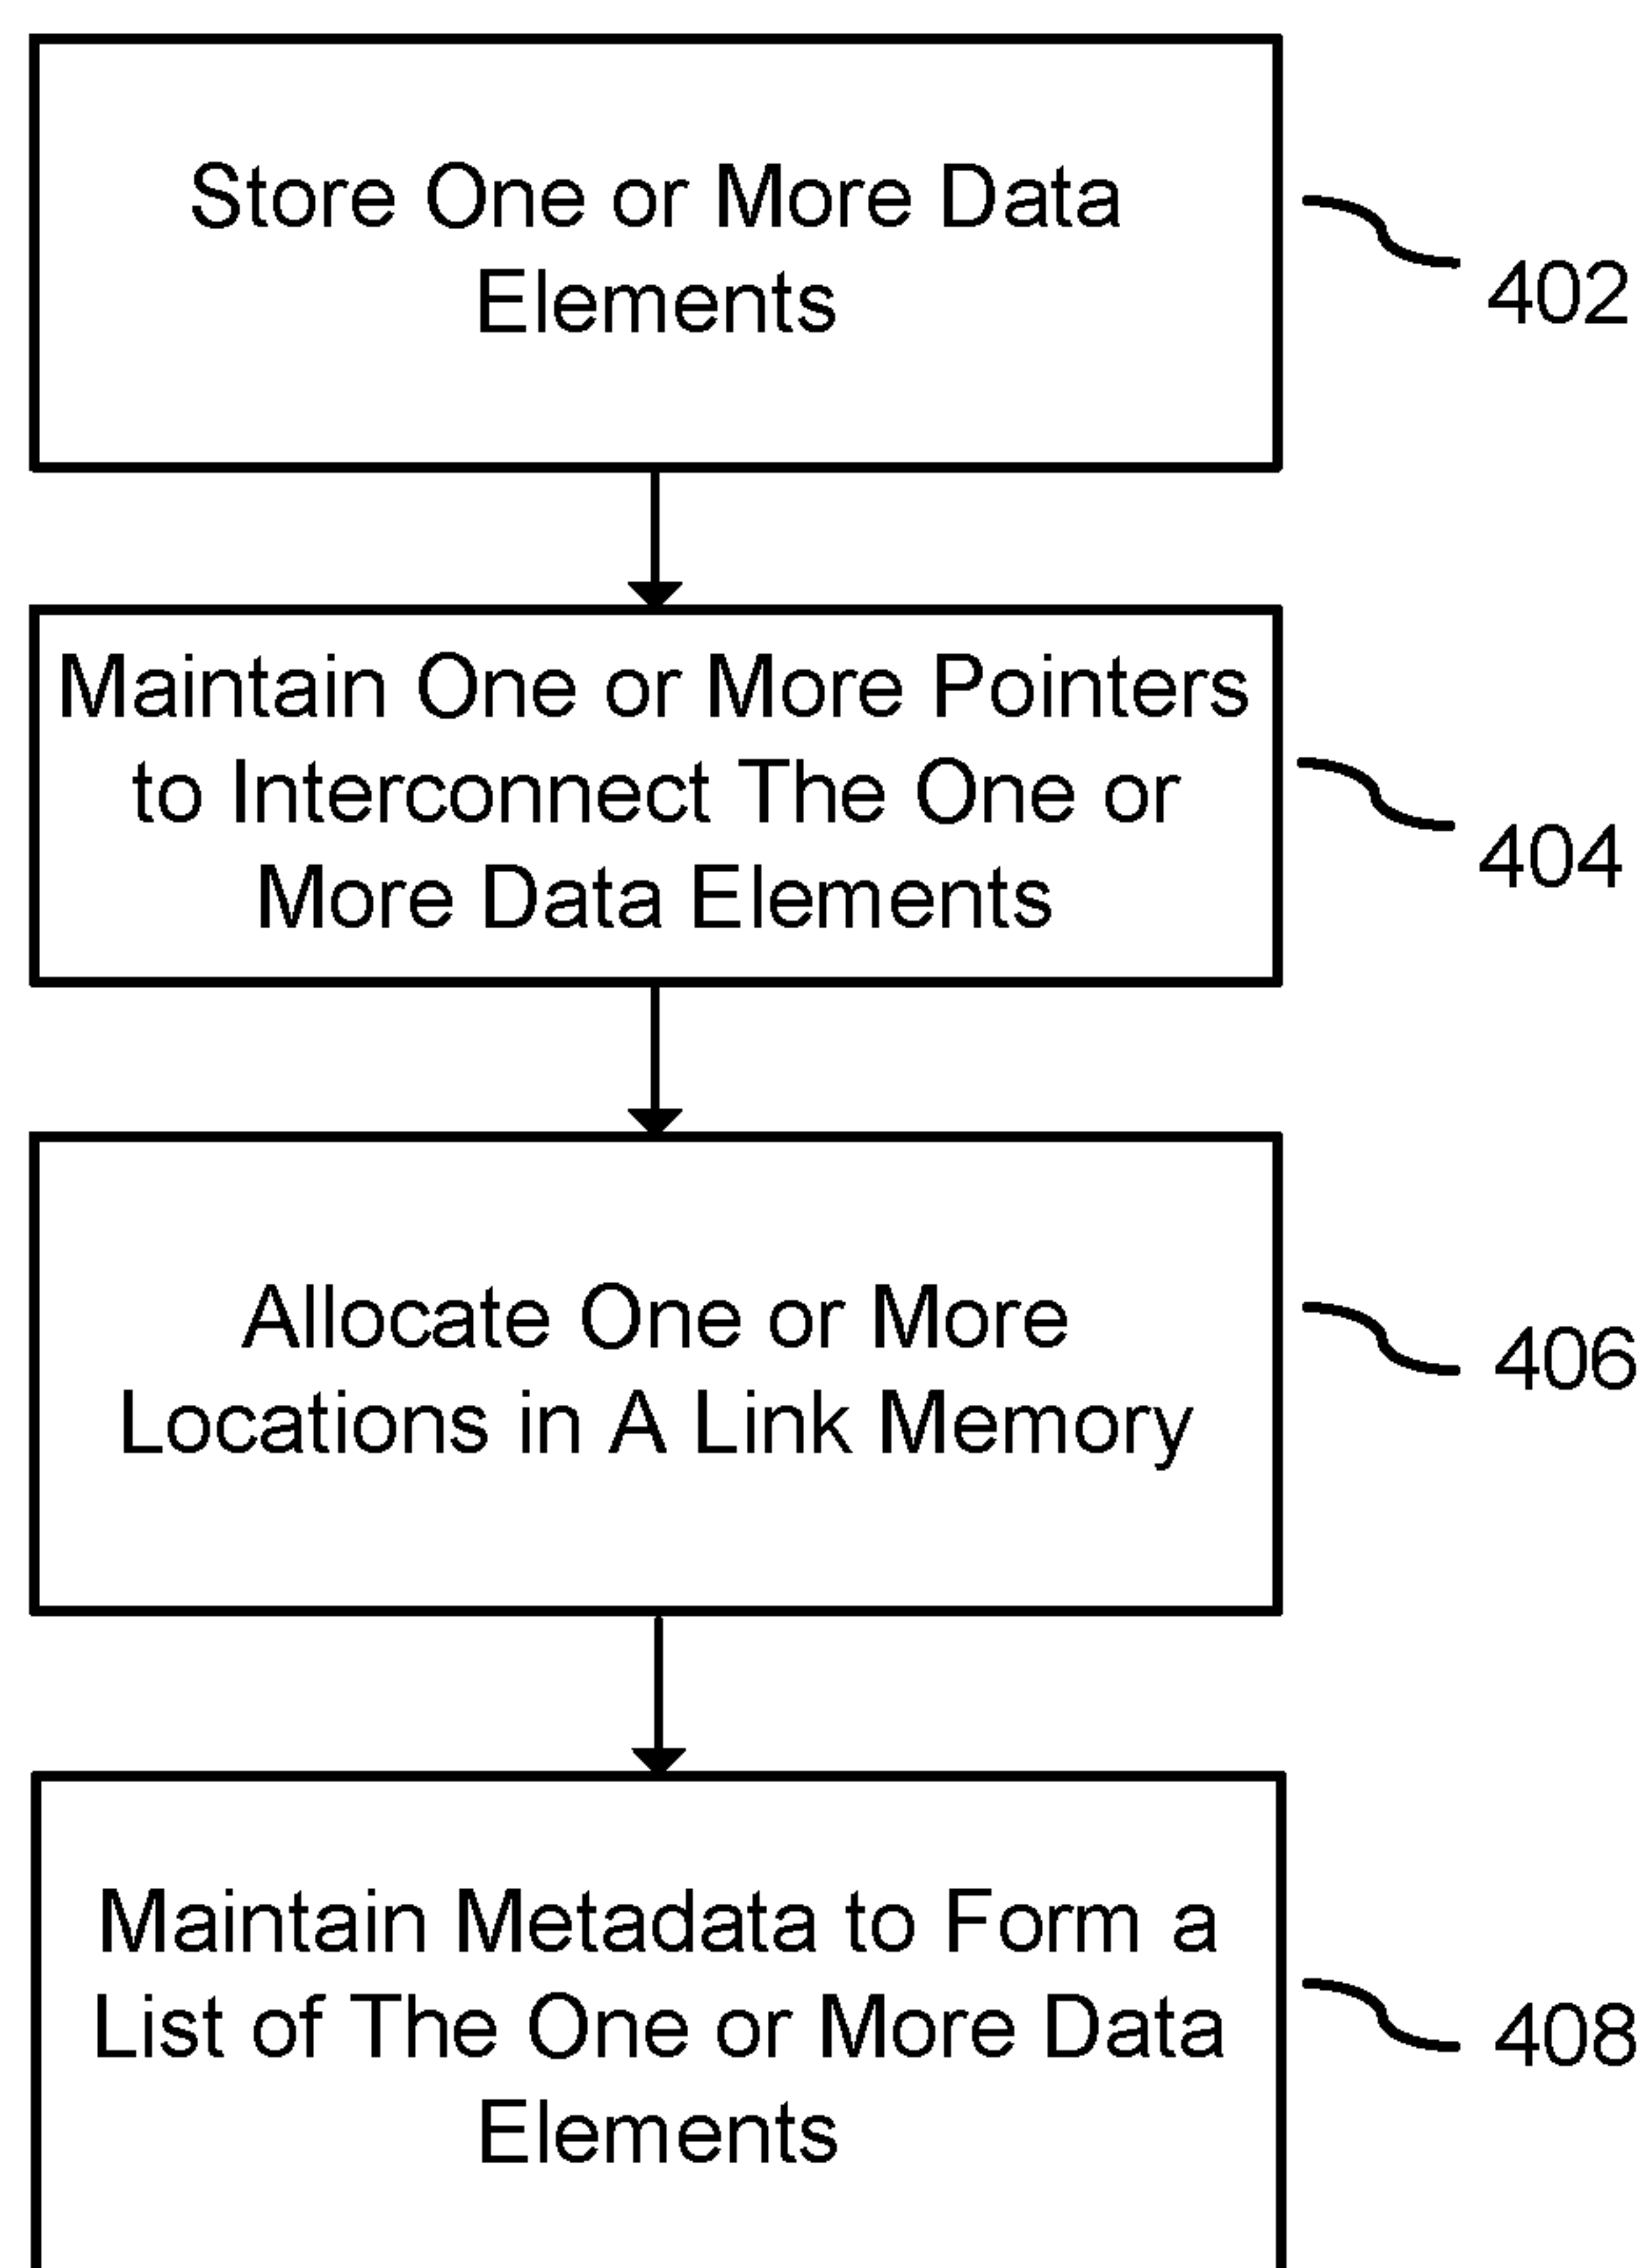 Store One or More Data
Elements
402
Maintain One or More Pointers
to Interconnect The One or
More Data Elements
404
Allocate One or More
Locations in A Link Memory
406
Maintain Metadata to Form a
List of The One or More Data
Elements
408